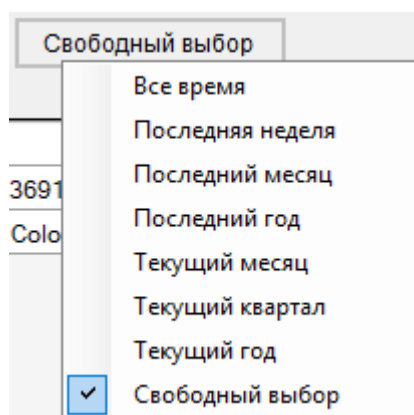 Свободный выбор
Все время
Последняя неделя
3691
Последний месяц
Colo
Последний год
Текущий месяц
Текущий квартал
Текущий год
Свободный выбор